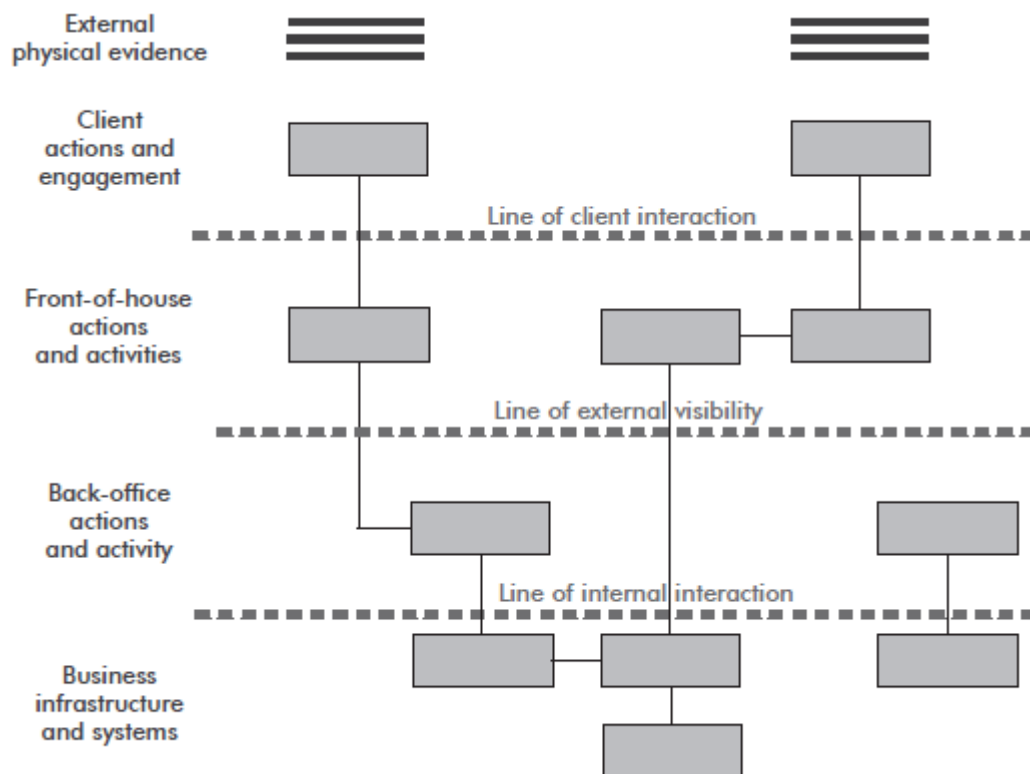 External
physical evidence
Client
actions and
engagement
Line of client interaction
Front-of-house
actions
and activities
Line of external visibility
Back-office
actions
and activity
Line of internal interaction
Business
infrastructure
and systems